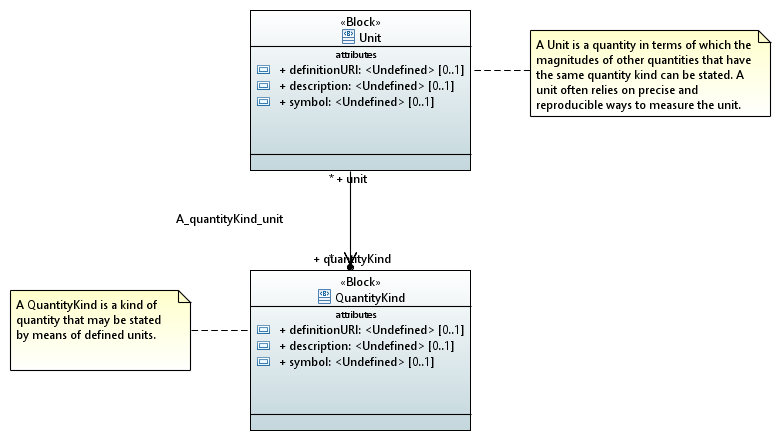 «Block»
Unit
attributes
+ definitionURI: <Undefined> [0..1]
+ description: <Undefined> [0..1]
+ symbol: <Undefined> [0..1]
A Unit is a quantity in terms of which the
magnitudes of other quantities that have
the same quantity kind can be stated. A
unit often relies on precise and
reproducible ways to measure the unit.
* + unit
A_quantityKind_unit
+ quantityKind
«Block»
QuantityKind
attributes
+ definitionURI: <Undefined> [0..1]
+ description: <Undefined> [0..1]
+ symbol: <Undefined> [0..1]
A QuantityKind is a kind of
quantity that may be stated
by means of defined units.